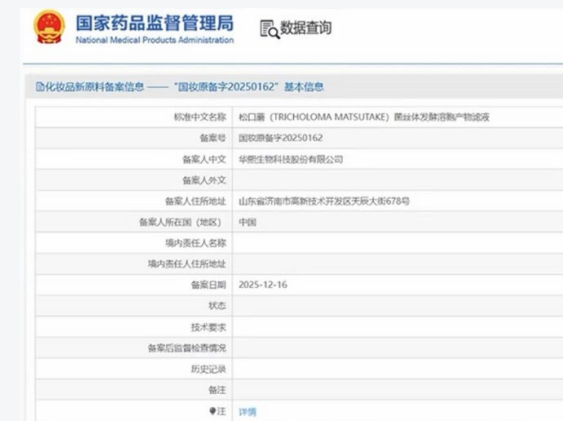 国家药品监督管理局
National Medical Products Administration
数据查询
化妆品新原料备案信息 —— “国妆原备字20250162”基本信息
标准中文名称 松口蘑（TRICHOLOMA MATSUTAKE）菌丝体发酵溶胞产物滤液
备案号 国妆原备字20250162
备案人中文 华熙生物科技股份有限公司
备案人外文
备案人住所地址 山东省济南市高新技术开发区天辰大街678号
备案人所在国（地区） 中国
境内责任人名称
境内责任人住所地址
备案日期 2025-12-16
状态
技术要求
备案后监督检查情况
历史记录
备注
注 详情